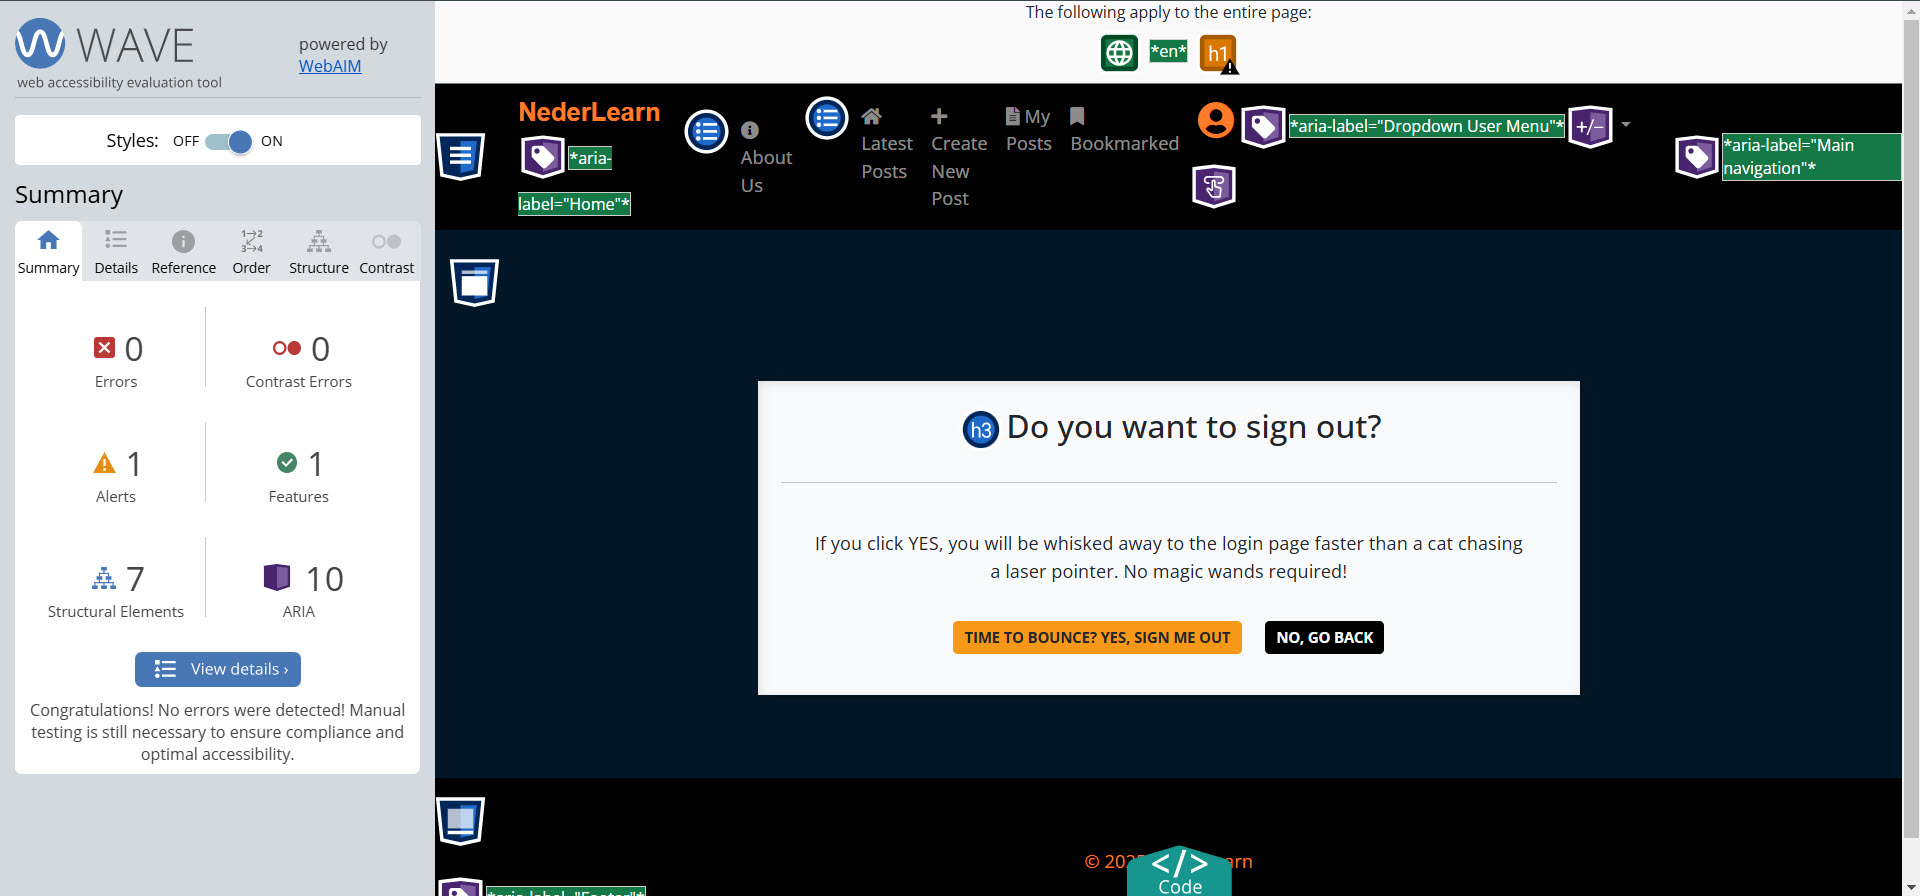 WAVE
web accessibility evaluation tool
powered by
WebAIM
Styles: OFF ON
Summary
Summary Details Reference Order Structure Contrast
0
Errors
0
Contrast Errors
1
Alerts
1
Features
7
Structural Elements
10
ARIA
View details ›
Congratulations! No errors were detected! Manual
testing is still necessary to ensure compliance and
optimal accessibility.
The following apply to the entire page:
*en* h1
NederLearn
*aria-
label="Home"*
About
Us
Latest
Posts
Create
New
Post
My
Posts
Bookmarked
*aria-label="Dropdown User Menu"* +/−
*aria-label="Main
navigation"*
h3 Do you want to sign out?
If you click YES, you will be whisked away to the login page faster than a cat chasing
a laser pointer. No magic wands required!
TIME TO BOUNCE? YES, SIGN ME OUT
NO, GO BACK
©
</> 
Code
*aria-label="Footer"*